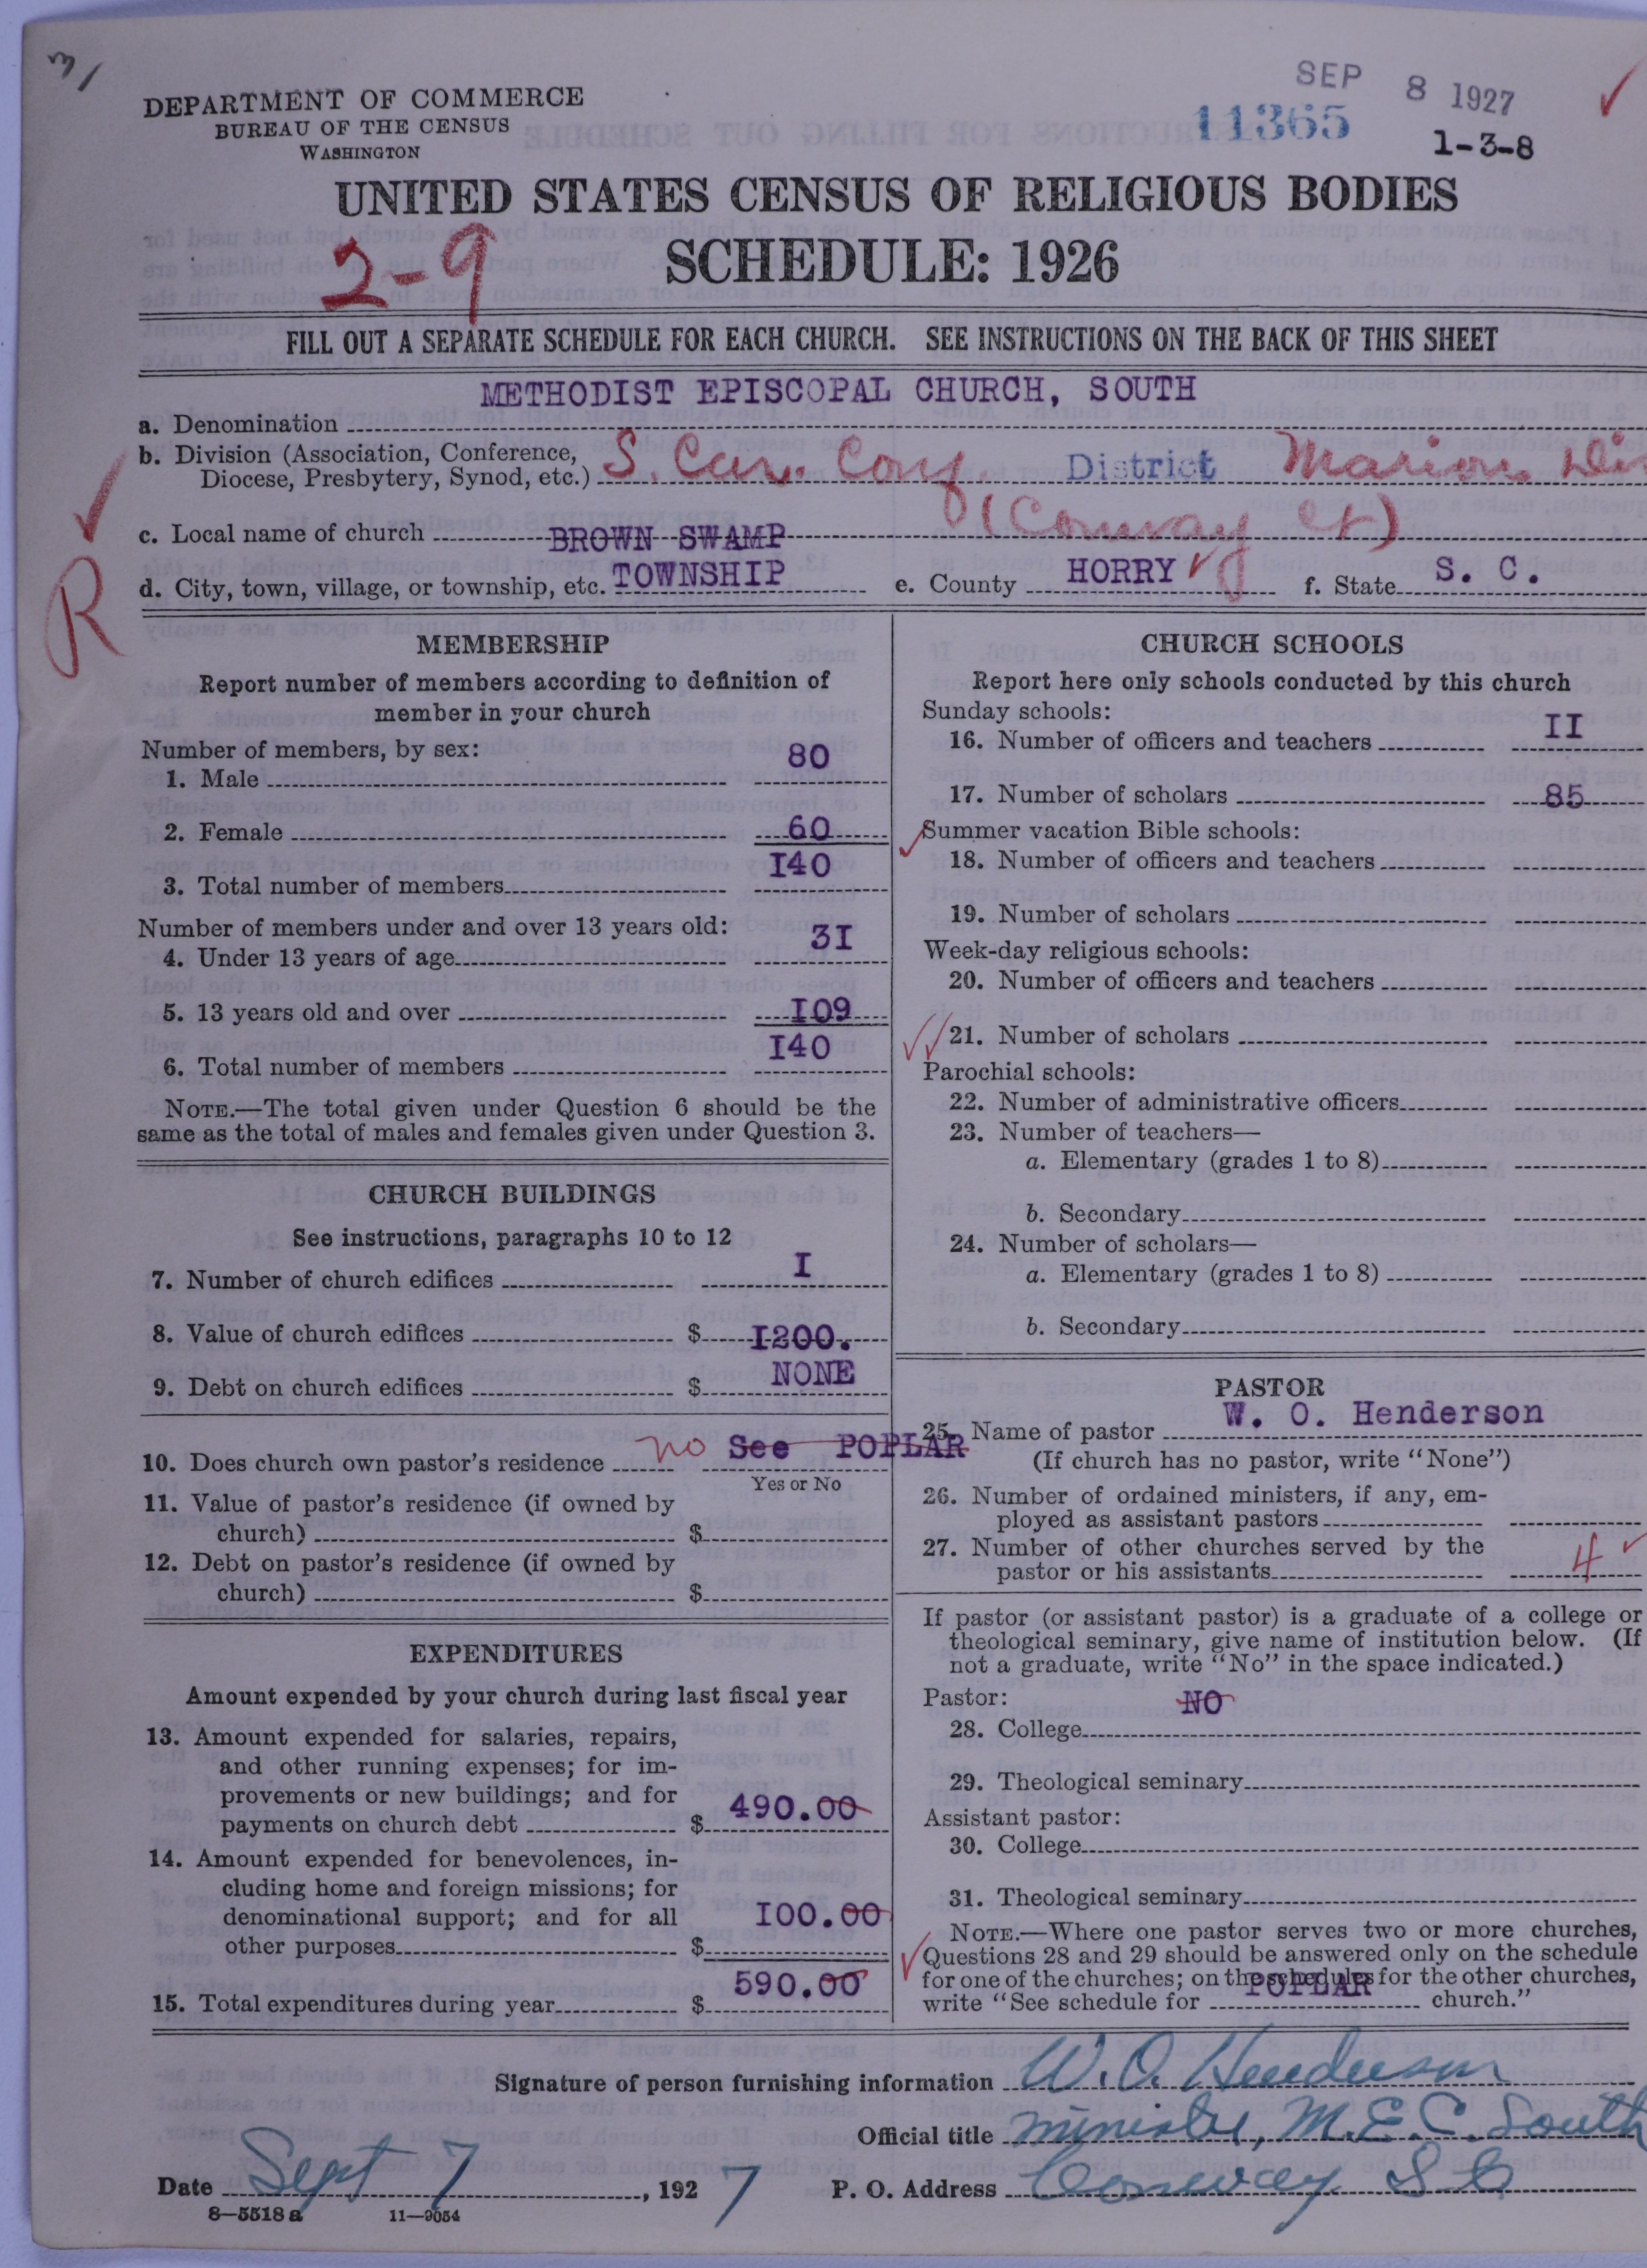 SEP 8 1927
11365
1-3-8
DEPARTMENT OF COMMERCE
BUREAU OF THE CENSUS
WASHINGTON
UNITED STATES CENSUS OF RELIGIOUS BODIES
SCHEDULE: 1926
2-9
FILL OUT A SEPARATE SCHEDULE FOR EACH CHURCH. SEE INSTRUCTIONS ON THE BACK OF THIS SHEET
METHODIST EPISCOPAL CHURCH, SOUTH
a. Denomination
b. Division (Association, Conference,
Diocese, Presbytery, Synod, etc.) S. Car. Conf. District Marion Dis
(Conway Ct)
c. Local name of church BROWN SWAMP
d. City, town, village, or township, etc. TOWNSHIP e. County HORRY f. State S. C.
R
MEMBERSHIP
Report number of members according to definition of
member in your church
Number of members, by sex:
1. Male 80
2. Female 60
3. Total number of members I40
Number of members under and over 13 years old:
4. Under 13 years of age 3I
5. 13 years old and over I09
6. Total number of members I40
NOTE.—The total given under Question 6 should be the
same as the total of males and females given under Question 3.
CHURCH BUILDINGS
See instructions, paragraphs 10 to 12
7. Number of church edifices I
8. Value of church edifices $ I200.
9. Debt on church edifices $ NONE
10. Does church own pastor's residence no See POPLAR
Yes or No
11. Value of pastor's residence (if owned by
church) $
12. Debt on pastor's residence (if owned by
church) $
EXPENDITURES
Amount expended by your church during last fiscal year
13. Amount expended for salaries, repairs,
and other running expenses; for im-
provements or new buildings; and for
payments on church debt $ 490.00
14. Amount expended for benevolences, in-
cluding home and foreign missions; for
denominational support; and for all
other purposes $ I00.00
15. Total expenditures during year $ 590.00
CHURCH SCHOOLS
Report here only schools conducted by this church
Sunday schools:
16. Number of officers and teachers II
17. Number of scholars 85
Summer vacation Bible schools:
18. Number of officers and teachers
19. Number of scholars
Week-day religious schools:
20. Number of officers and teachers
21. Number of scholars
Parochial schools:
22. Number of administrative officers
23. Number of teachers—
a. Elementary (grades 1 to 8)
b. Secondary
24. Number of scholars—
a. Elementary (grades 1 to 8)
b. Secondary
PASTOR
25. Name of pastor W. O. Henderson
(If church has no pastor, write "None")
26. Number of ordained ministers, if any, em-
ployed as assistant pastors
27. Number of other churches served by the
pastor or his assistants 4
If pastor (or assistant pastor) is a graduate of a college or
theological seminary, give name of institution below. (If
not a graduate, write "No" in the space indicated.)
Pastor: NO
28. College
29. Theological seminary
Assistant pastor:
30. College
31. Theological seminary
NOTE.—Where one pastor serves two or more churches,
Questions 28 and 29 should be answered only on the schedule
for one of the churches; on the schedules for the other churches,
write "See schedule for POPLAR church."
Signature of person furnishing information W. O. Henderson
Official title minister, M.E.C. South
Date Sept 7, 1927 P. O. Address Conway S C
8—5518 a 11—9054